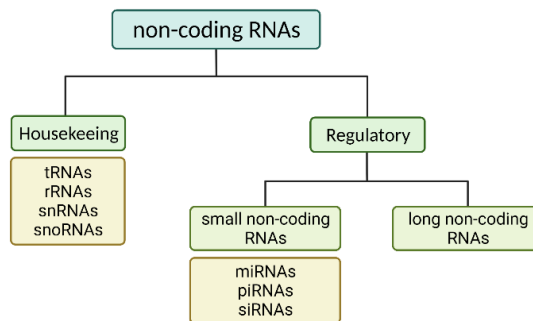 non-coding RNAs
Housekeeing
tRNAs
rRNAs
snRNAs
snoRNAs
Regulatory
small non-coding
RNAs
miRNAs
piRNAs
siRNAs
long non-coding
RNAs